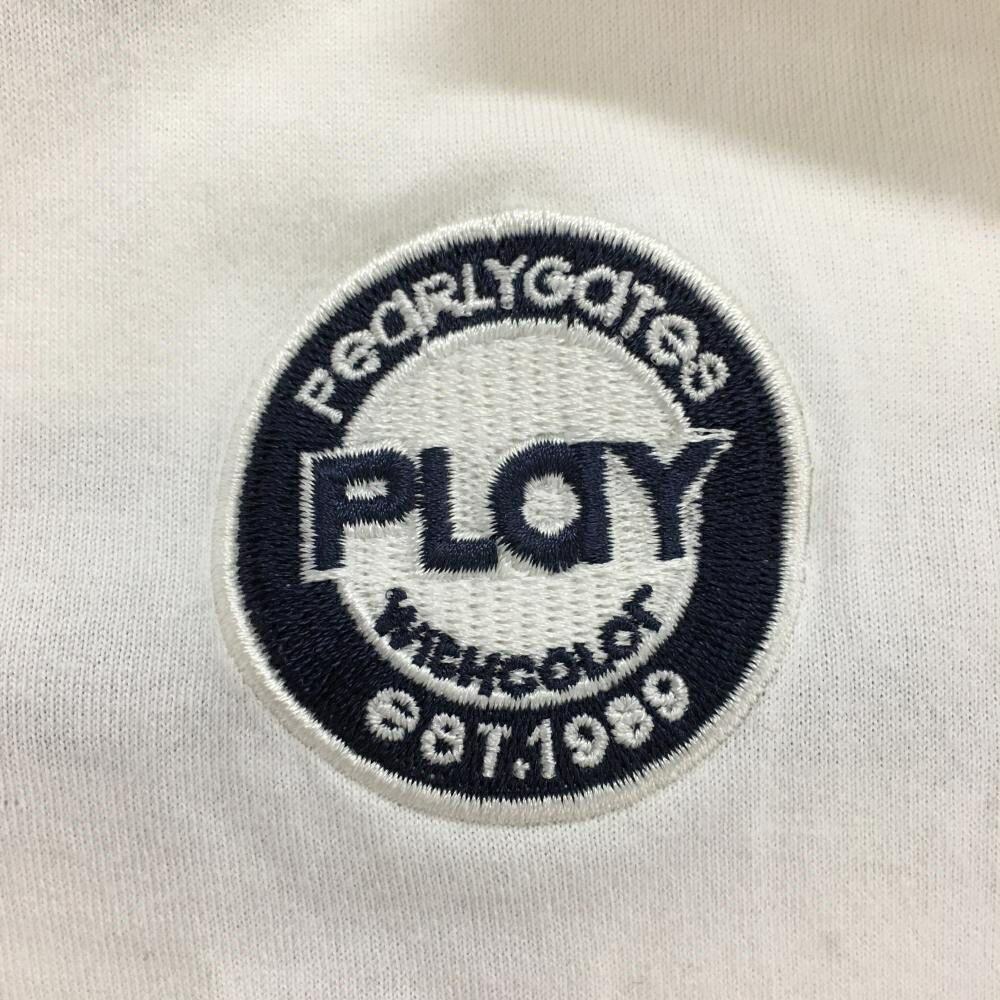 PeaRLYGaTes
PLaY
WITHCOLOr
esT.1989